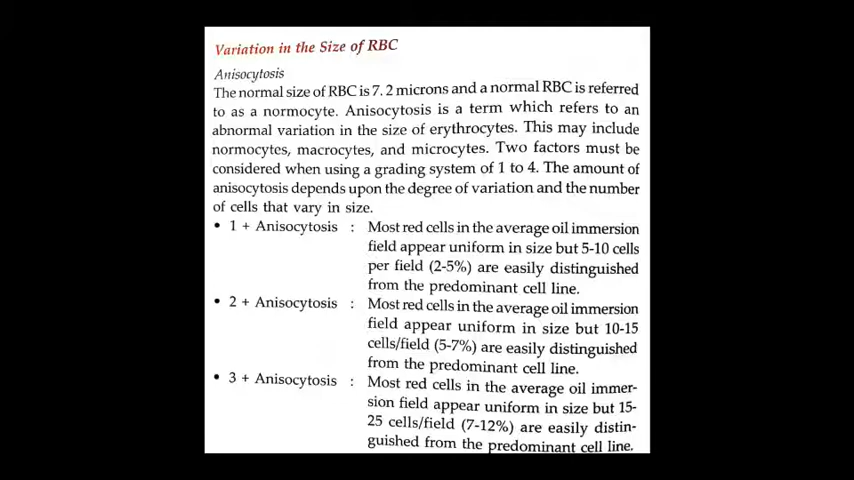 Variation in the Size of RBC
Anisocytosis
The normal size of RBC is 7. 2 microns and a normal RBC is referred
to as a normocyte. Anisocytosis is a term which refers to an
abnormal variation in the size of erythrocytes. This may include
normocytes, macrocytes, and microcytes. Two factors must be
considered when using a grading system of 1 to 4. The amount of
anisocytosis depends upon the degree of variation and the number
of cells that vary in size.
• 1 + Anisocytosis : Most red cells in the average oil immersion
field appear uniform in size but 5-10 cells
per field (2-5%) are easily distinguished
from the predominant cell line.
• 2 + Anisocytosis : Most red cells in the average oil immersion
field appear uniform in size but 10-15
cells/field (5-7%) are easily distinguished
from the predominant cell line.
• 3 + Anisocytosis : Most red cells in the average oil immer-
sion field appear uniform in size but 15-
25 cells/field (7-12%) are easily distin-
guished from the predominant cell line.